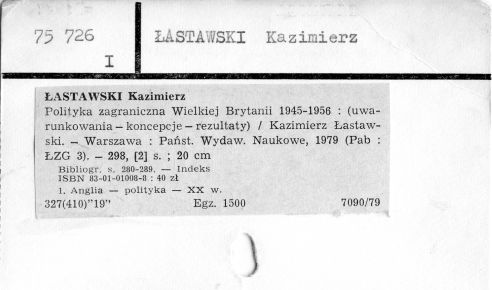 75 726
I
ŁASTAWSKI Kazimierz
ŁASTAWSKI Kazimierz
Polityka zagraniczna Wielkiej Brytanii 1945-1956 : (uwa-
runkowania — koncepcje — rezultaty) / Kazimierz Łastaw-
ski. — Warszawa : Państ. Wydaw. Naukowe, 1979 (Pab :
ŁZG 3). — 298, [2] s. ; 20 cm
Bibliogr. s. 280-289. — Indeks
ISBN 83-01-01008-8 : 40 zł
1. Anglia — polityka — XX w.
327(410)"19" Egz. 1500 7090/79